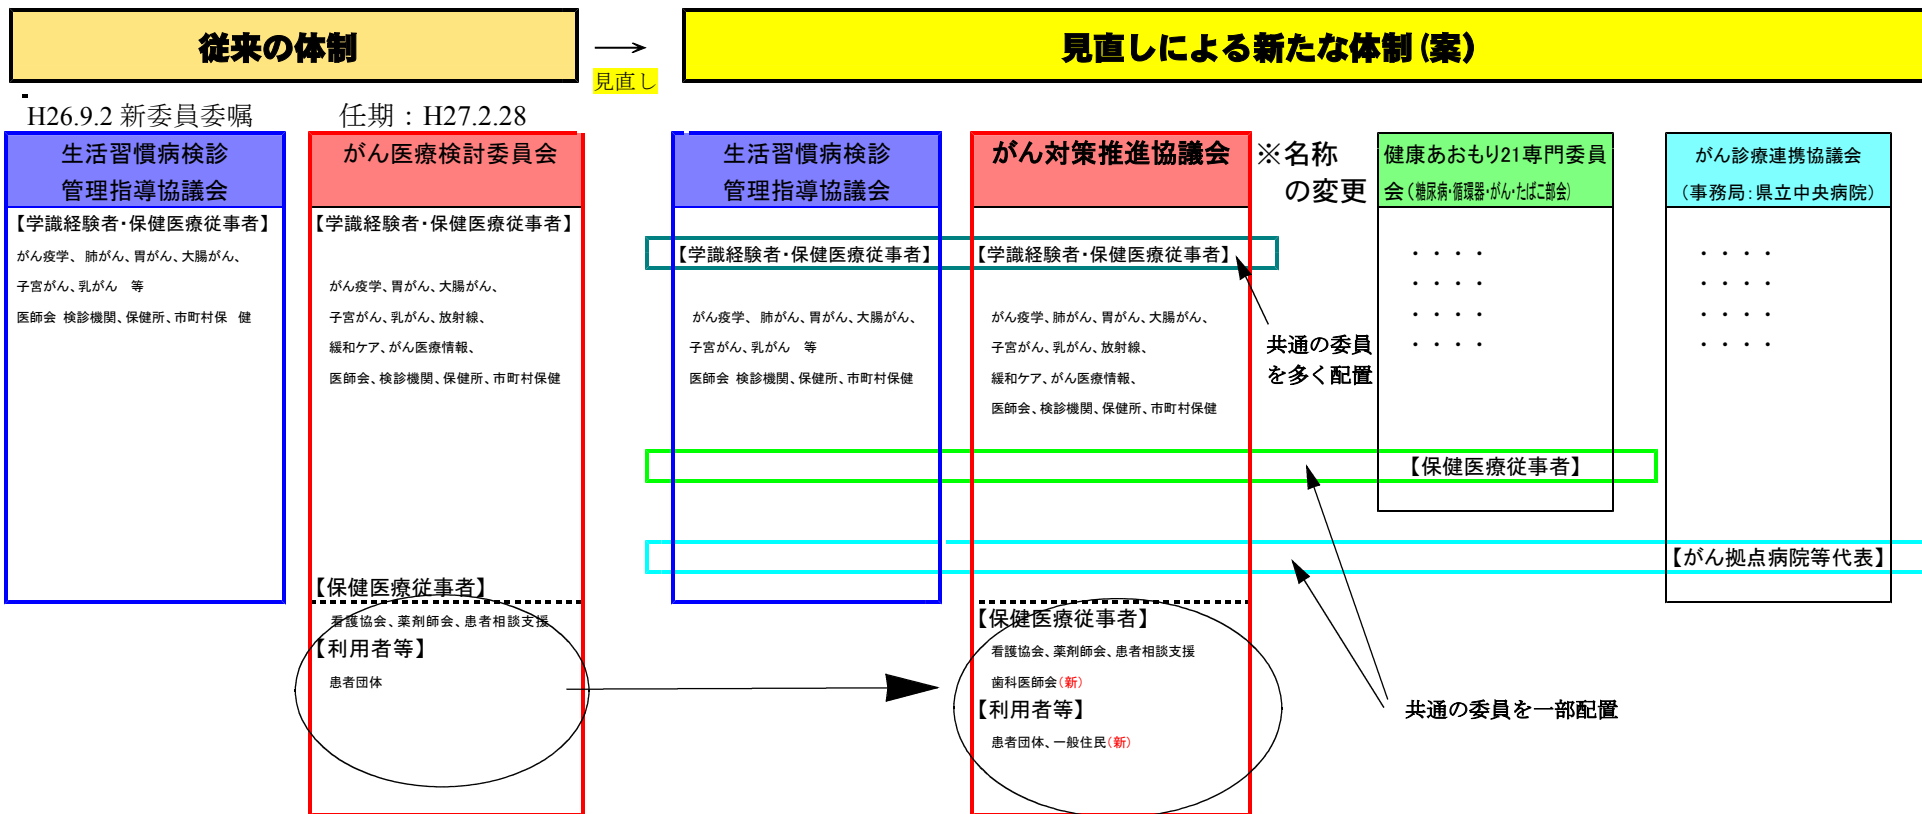 従来の体制
→
見直し
見直しによる新たな体制(案)
H26.9.2 新委員委嘱
任期：H27.2.28
生活習慣病検診
管理指導協議会
【学識経験者・保健医療従事者】
がん疫学、 肺がん、胃がん、大腸がん、
子宮がん、乳がん　等
医師会 検診機関、保健所、市町村保　健
がん医療検討委員会
【学識経験者・保健医療従事者】
がん疫学、胃がん、大腸がん、
子宮がん、乳がん、放射線、
緩和ケア、がん医療情報、
医師会、検診機関、保健所、市町村保健
【保健医療従事者】
看護協会、薬剤師会、患者相談支援
【利用者等】
患者団体
生活習慣病検診
管理指導協議会
【学識経験者・保健医療従事者】
がん疫学、 肺がん、胃がん、大腸がん、
子宮がん、乳がん　等
医師会 検診機関、保健所、市町村保健
がん対策推進協議会
※名称
の変更
【学識経験者・保健医療従事者】
がん疫学、肺がん、胃がん、大腸がん、
子宮がん、乳がん、放射線、
緩和ケア、がん医療情報、
医師会、検診機関、保健所、市町村保健
共通の委員
を多く配置
【保健医療従事者】
看護協会、薬剤師会、患者相談支援
歯科医師会(新)
【利用者等】
患者団体、一般住民(新)
健康あおもり21専門委員
会(糖尿病・循環器・がん・たばこ部会)
・・・・
・・・・
・・・・
・・・・
【保健医療従事者】
がん診療連携協議会
(事務局：県立中央病院)
・・・・
・・・・
・・・・
・・・・
【がん拠点病院等代表】
共通の委員を一部配置